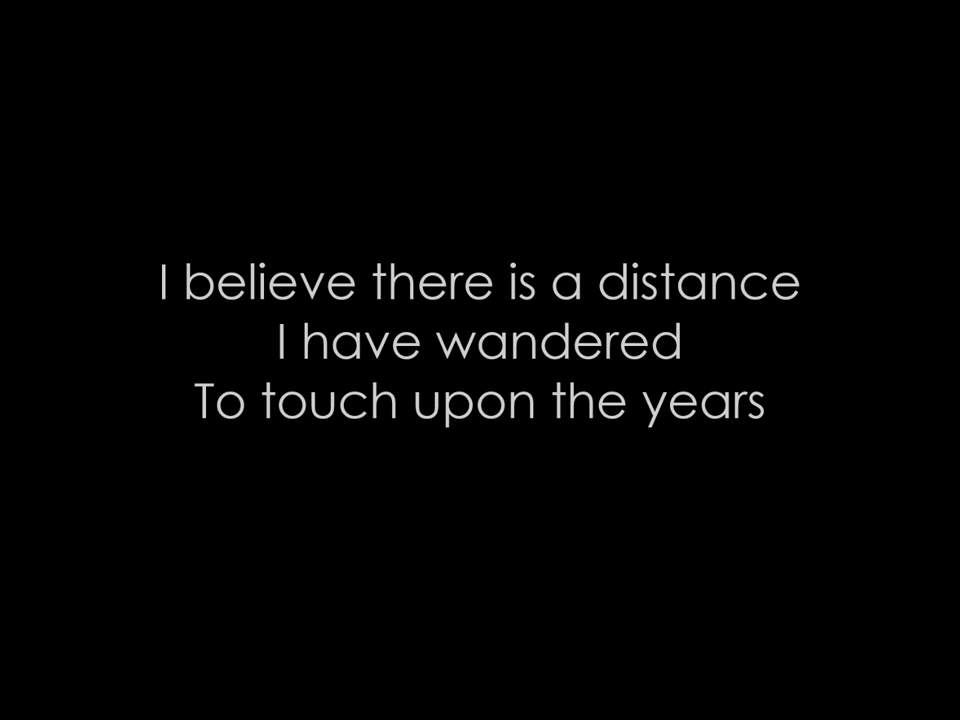 I believe there is a distance
I have wandered
To touch upon the years